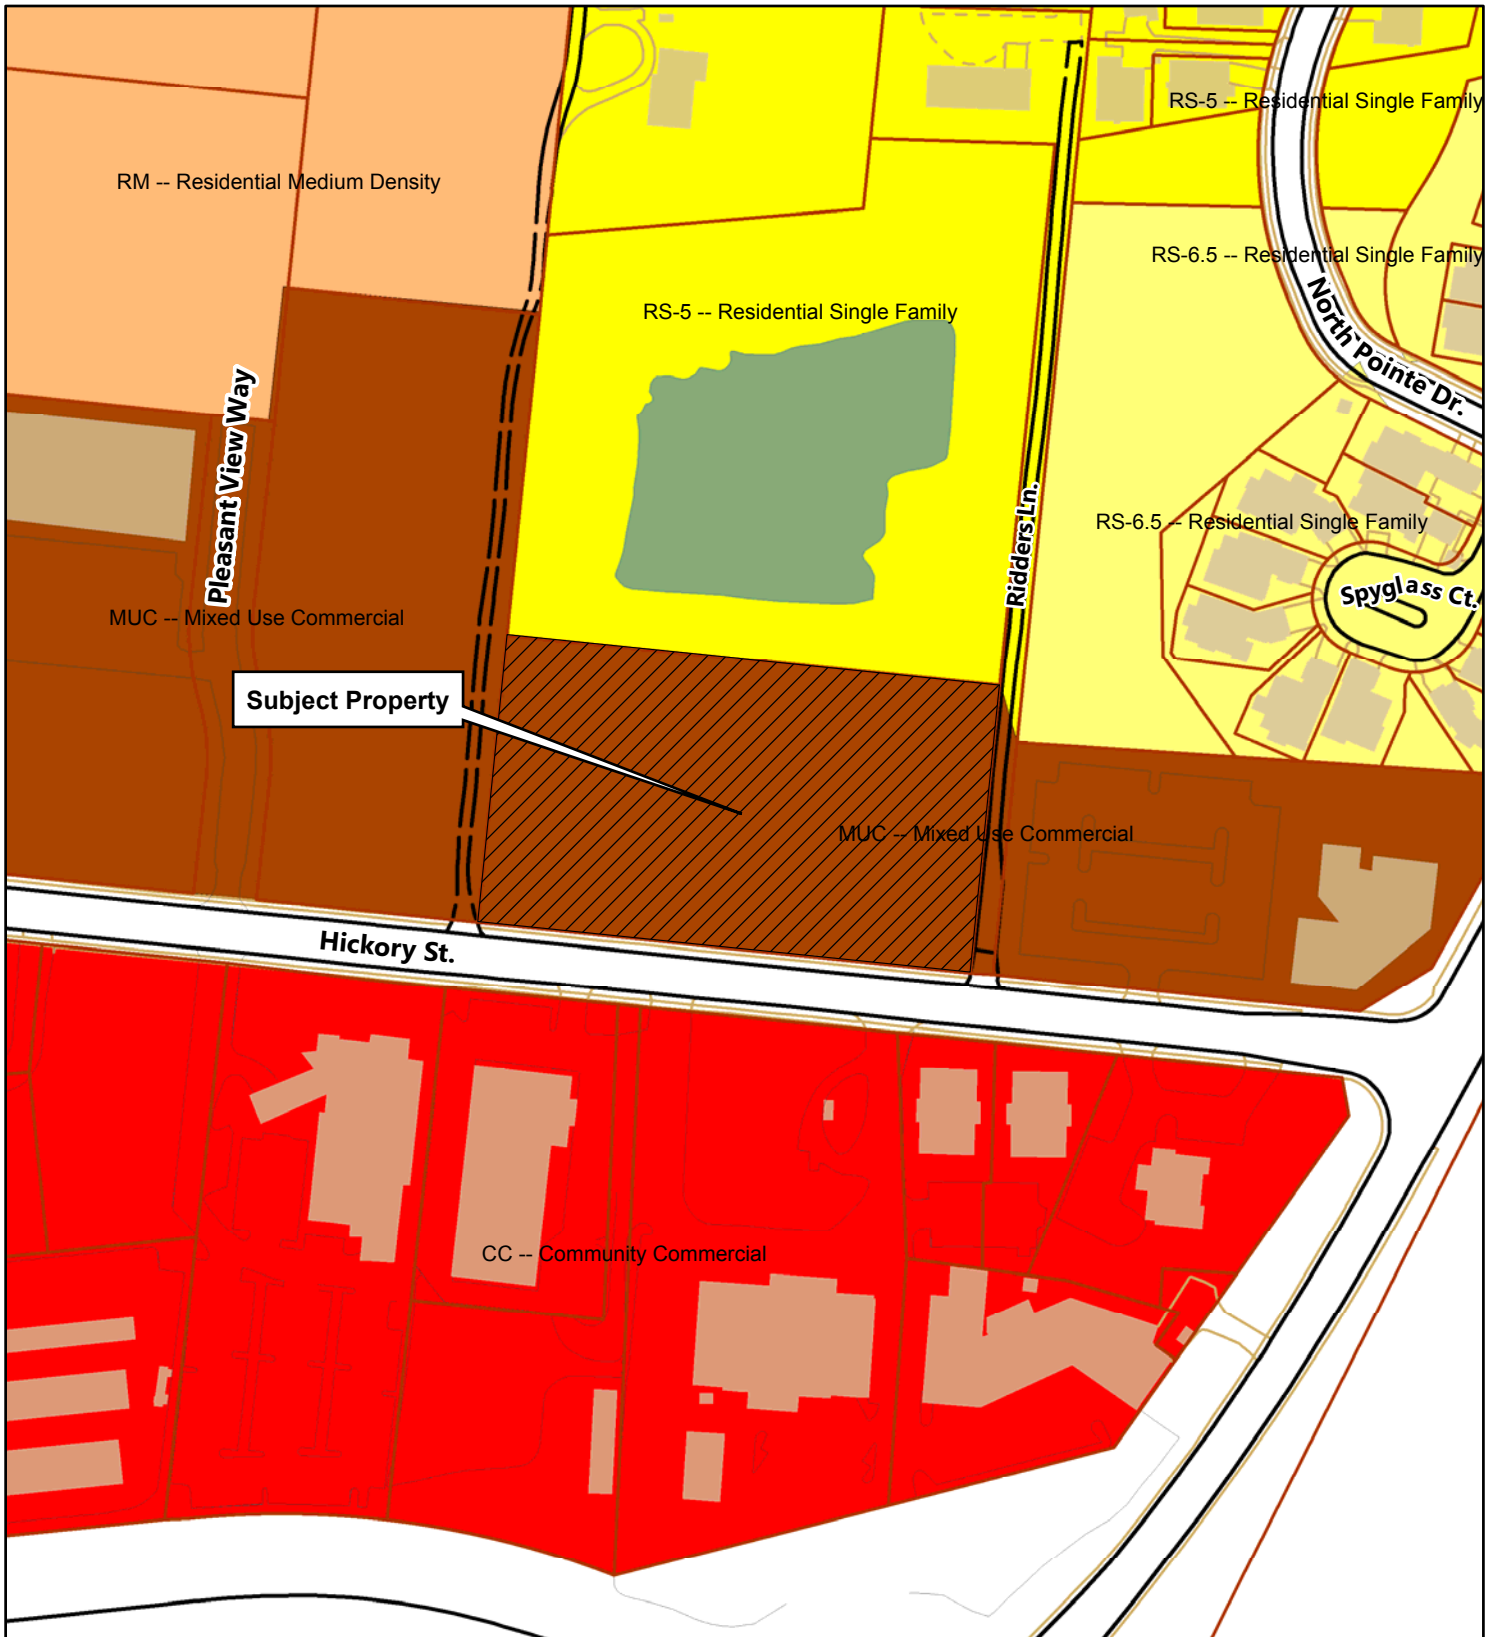 RS-5 -- Residential Single Family
RM -- Residential Medium Density
RS-6.5 -- Residential Single Family
RS-5 -- Residential Single Family
North Pointe Dr.
Pleasant View Way
Ridders Ln.
RS-6.5 -- Residential Single Family
Spyglass Ct.
MUC -- Mixed Use Commercial
Subject Property
MUC -- Mixed Use Commercial
Hickory St.
CC -- Community Commercial